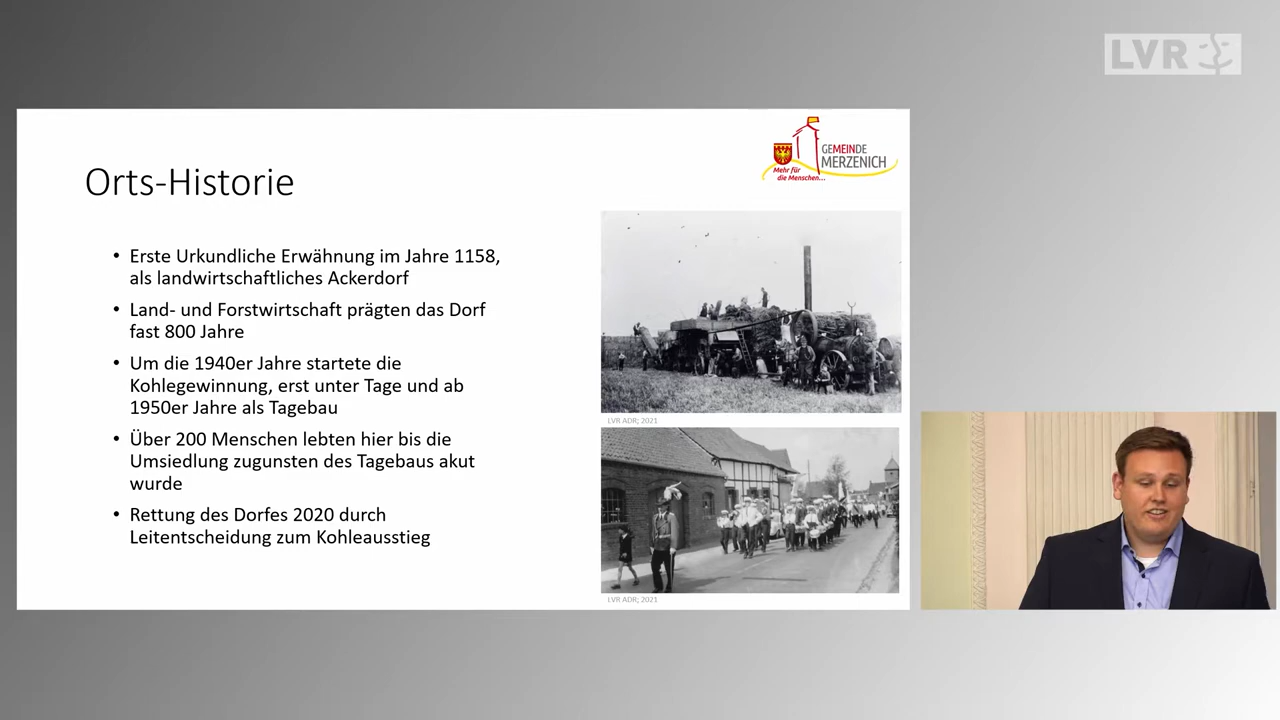 LVR
GEMEINDE
MERZENICH
Mehr für
die Menschen...
Orts-Historie
• Erste Urkundliche Erwähnung im Jahre 1158,
als landwirtschaftliches Ackerdorf
• Land- und Forstwirtschaft prägten das Dorf
fast 800 Jahre
• Um die 1940er Jahre startete die
Kohlegewinnung, erst unter Tage und ab
1950er Jahre als Tagebau
• Über 200 Menschen lebten hier bis die
Umsiedlung zugunsten des Tagebaus akut
wurde
• Rettung des Dorfes 2020 durch
Leitentscheidung zum Kohleausstieg
LVR ADR; 2021
LVR ADR; 2021